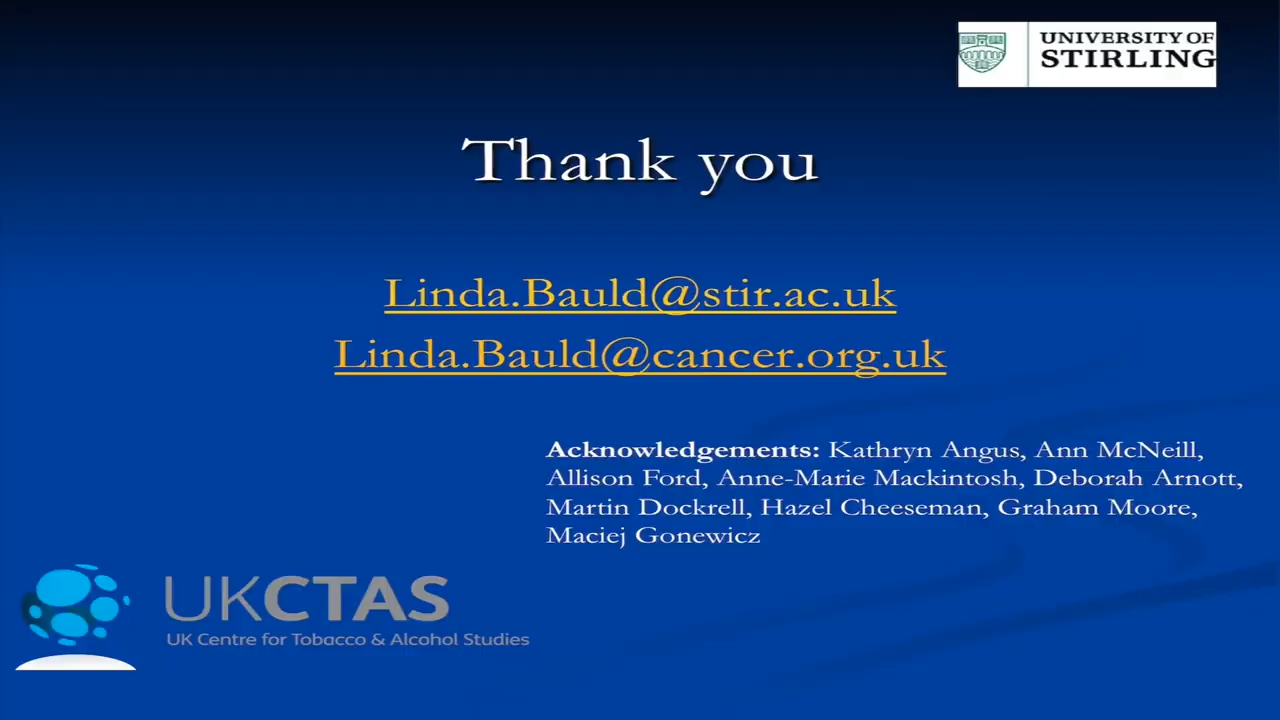 UNIVERSITY OF
STIRLING
Thank you
Linda.Bauld@stir.ac.uk
Linda.Bauld@cancer.org.uk
Acknowledgements: Kathryn Angus, Ann McNeill,
Allison Ford, Anne-Marie Mackintosh, Deborah Arnott,
Martin Dockrell, Hazel Cheeseman, Graham Moore,
Maciej Gonewicz
UKCTAS
UK Centre for Tobacco & Alcohol Studies